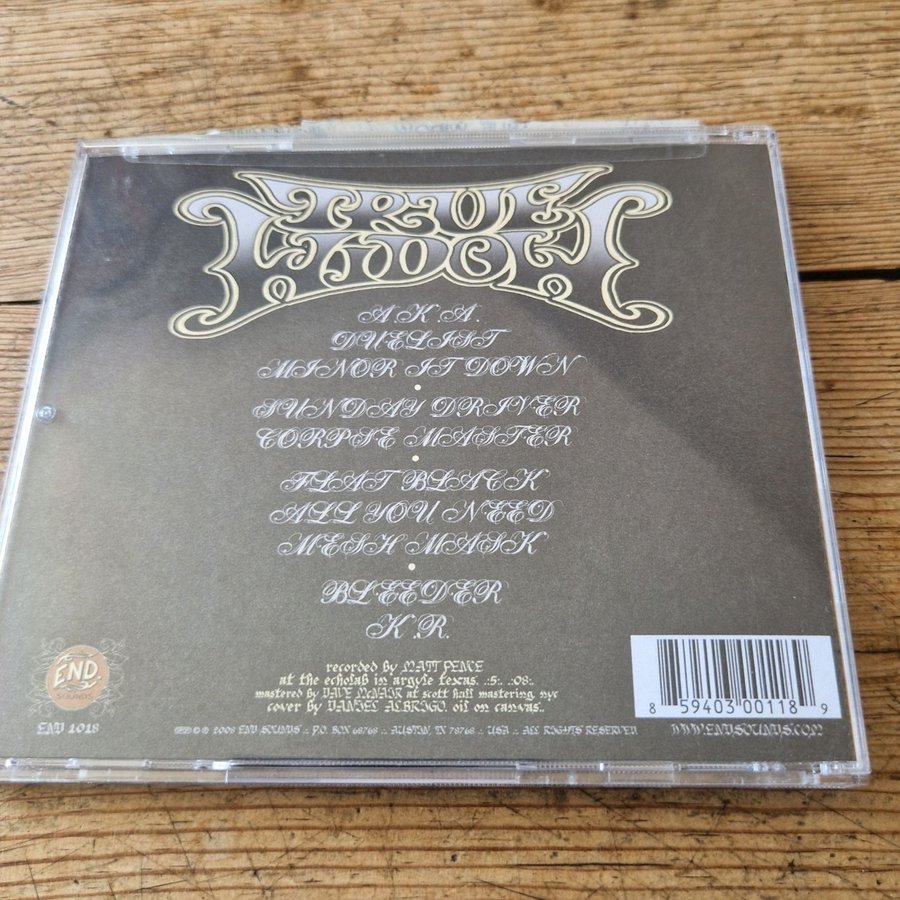 TRUE
WIDOW
A.K.A.
DUELIST
MINOR IT DOWN
SUNDAY DRIVER
CORPSE MASTER
FLAT BLACK
ALL YOU NEED
MESH MASK
BLEEDER
K.R.
recorded by MATT PENCE
at the echolab in argyle texas. .:5:. .:08:.
mastered by DAVE McNAIR at scott hull mastering, nyc
cover by DANIEL ALBRIGO. oil on canvas.
END
SOUNDS
END 1018
℗ © 2008 END SOUNDS .: P.O. BOX 68768 .: AUSTIN, TX 78768 .: USA .: ALL RIGHTS RESERVED
WWW.ENDSOUNDS.COM
8 59403 00118 9